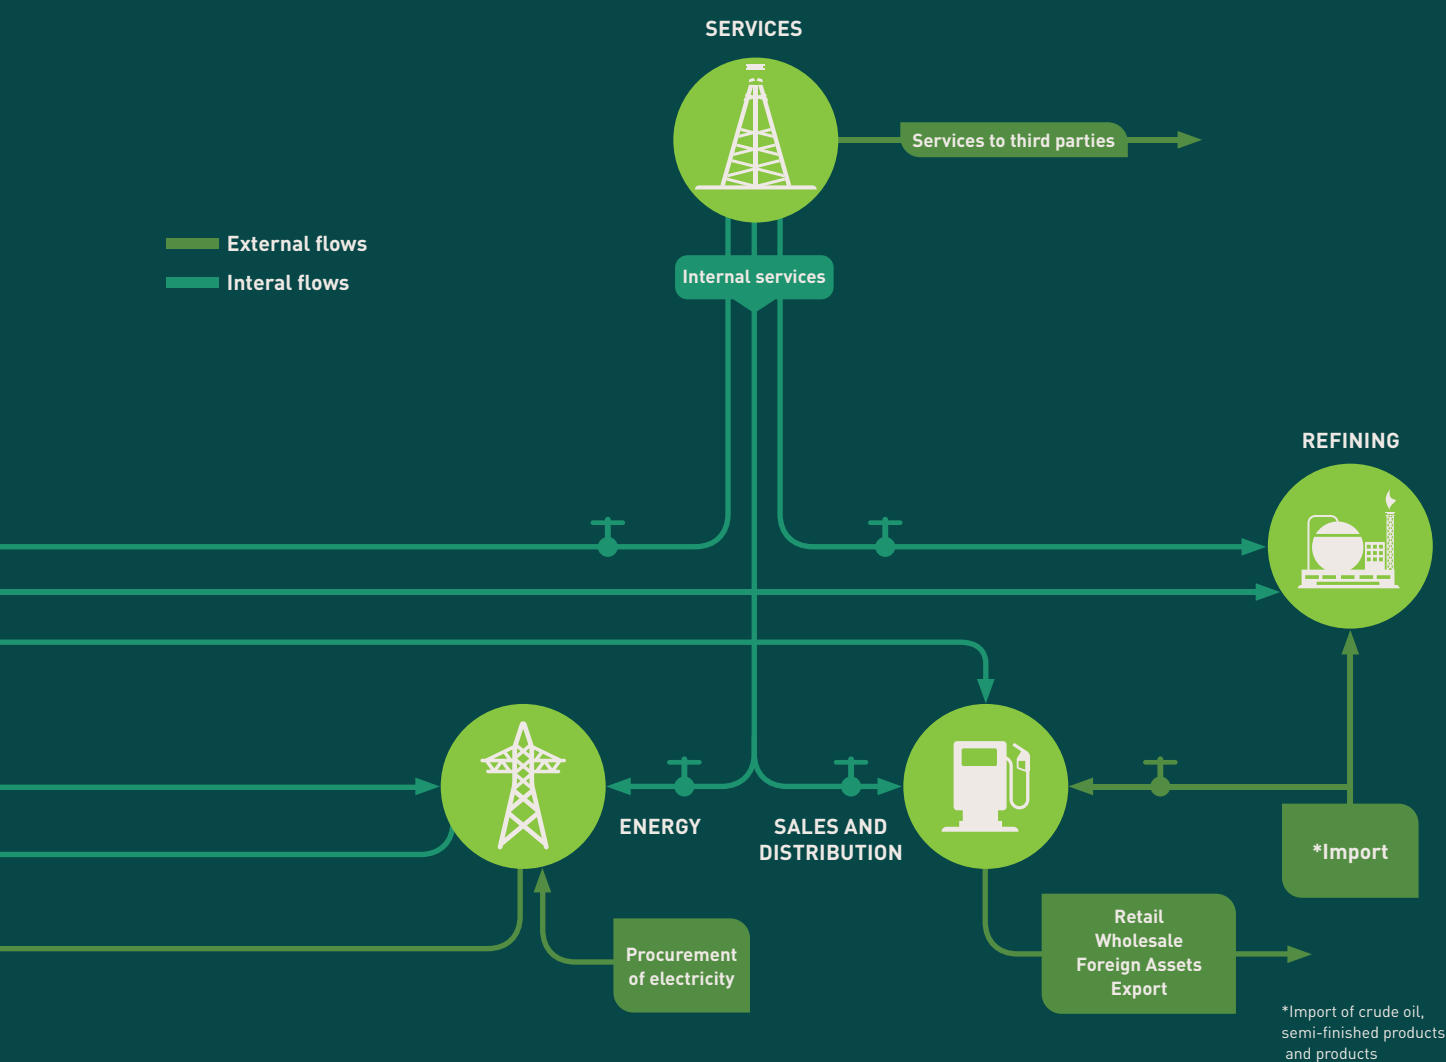 SERVICES
Services to third parties
External flows
Interal flows
Internal services
REFINING
ENERGY
SALES AND
DISTRIBUTION
*Import
Procurement
of electricity
Retail
Wholesale
Foreign Assets
Export
*Import of crude oil,
semi-finished products
and products